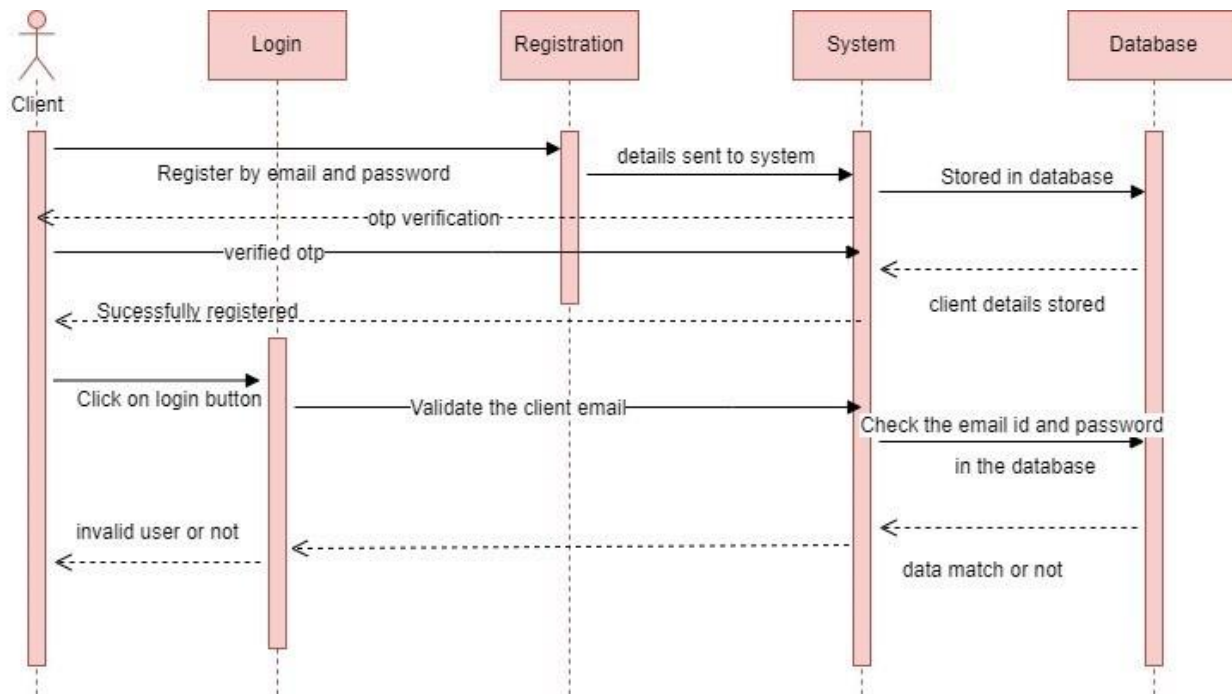 Login
Registration
System
Database
Client
Register by email and password
details sent to system
Stored in database
otp verification
verified otp
client details stored
Sucessfully registered
Click on login button
Validate the client email
Check the email id and password
in the database
invalid user or not
data match or not